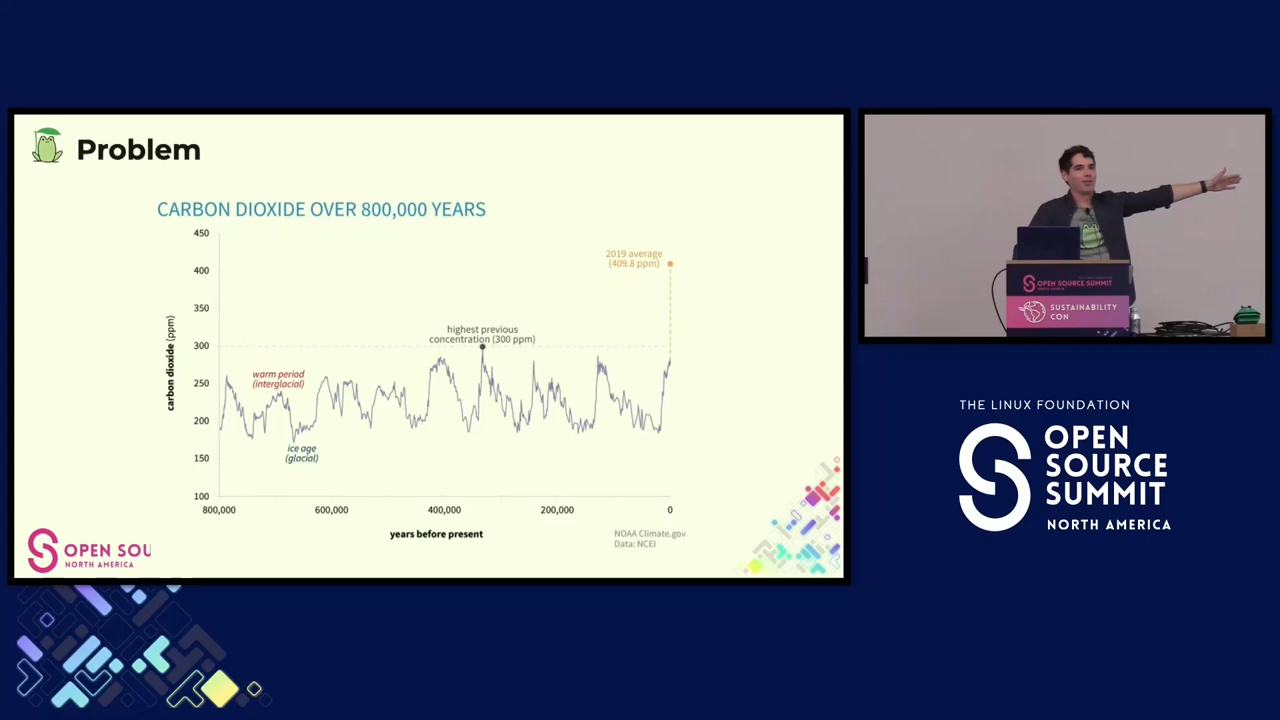 Problem
CARBON DIOXIDE OVER 800,000 YEARS
450
400
350
300
250
200
150
100
carbon dioxide (ppm)
2019 average
(409.8 ppm)
highest previous
concentration (300 ppm)
warm period
(interglacial)
ice age
(glacial)
800,000
600,000
400,000
200,000
0
years before present
NOAA Climate.gov
Data: NCEI
OPEN SOU
NORTH AMERICA
OPEN SOURCE SUMMIT
NORTH AMERICA
SUSTAINABILITY
CON
THE LINUX FOUNDATION
OPEN
SOURCE
SUMMIT
NORTH AMERICA